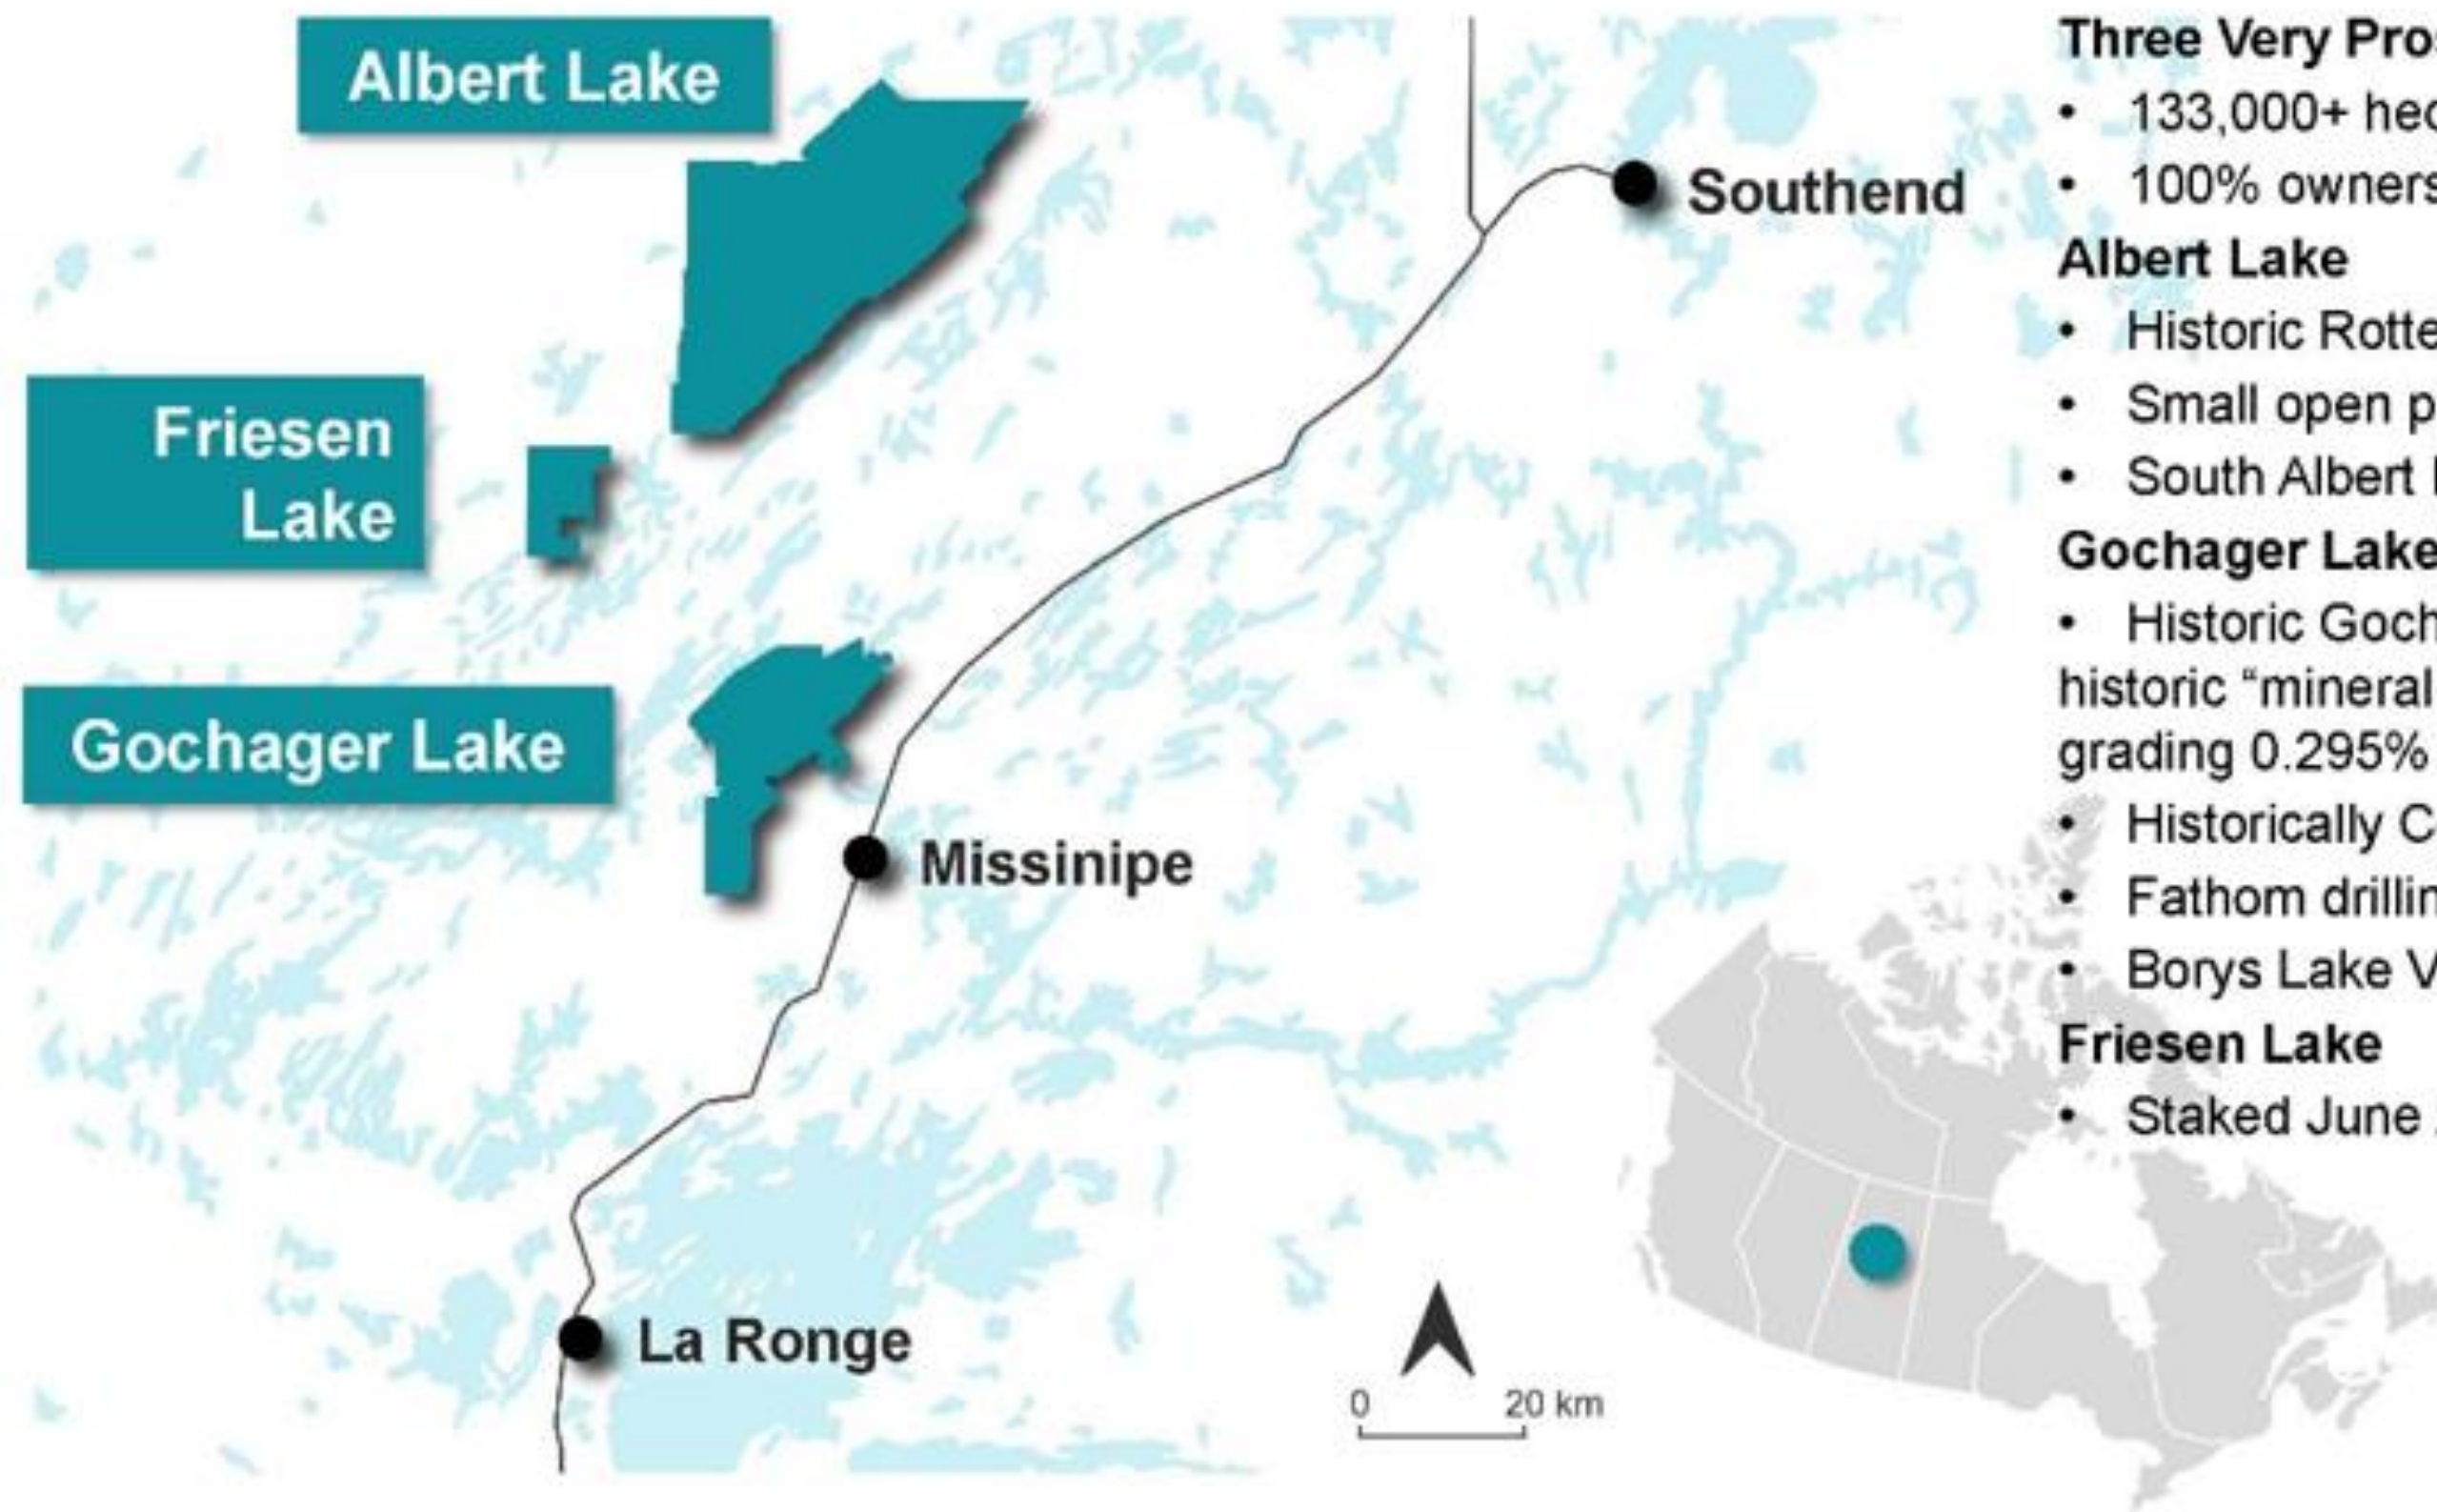 Albert Lake
Friesen
Lake
Gochager Lake
Southend
Missinipe
La Ronge
0 20 km
Three Very Pros
• 133,000+ hec
• 100% owners
Albert Lake
• Historic Rotte
• Small open p
• South Albert
Gochager Lake
• Historic Goch
historic “mineral
grading 0.295%
• Historically C
• Fathom drillin
• Borys Lake V
Friesen Lake
• Staked June